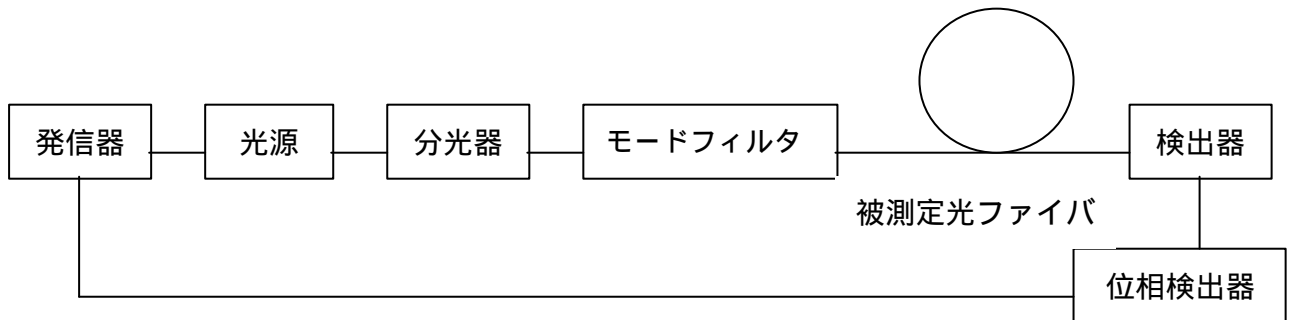 発信器
光源
分光器
モードフィルタ
検出器
被測定光ファイバ
位相検出器